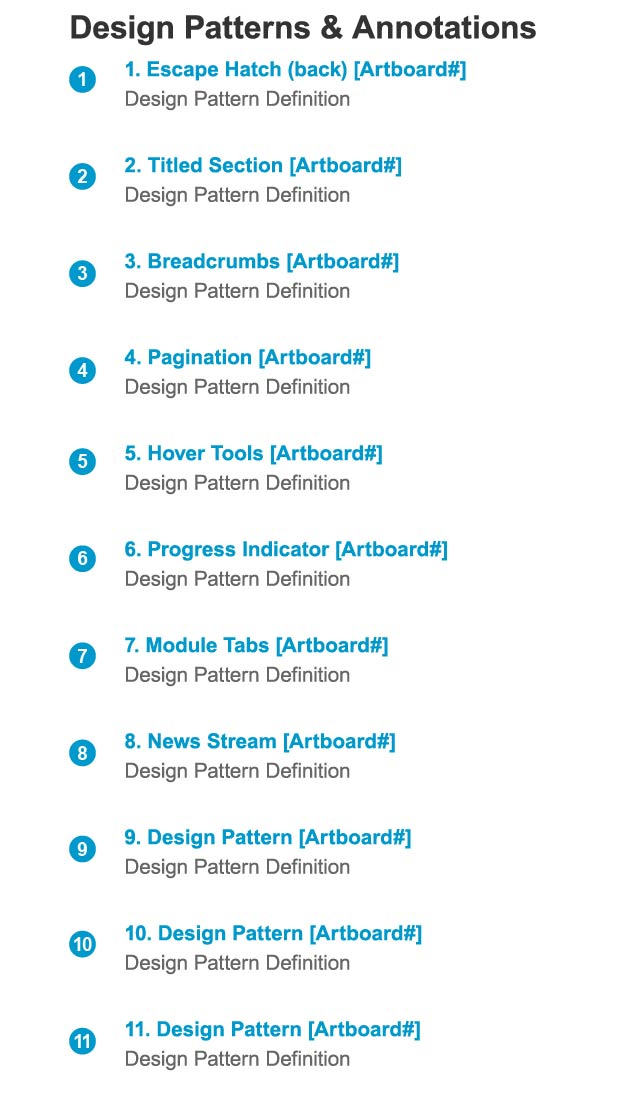 Design Patterns & Annotations
1 1. Escape Hatch (back) [Artboard#]
Design Pattern Definition
2 2. Titled Section [Artboard#]
Design Pattern Definition
3 3. Breadcrumbs [Artboard#]
Design Pattern Definition
4 4. Pagination [Artboard#]
Design Pattern Definition
5 5. Hover Tools [Artboard#]
Design Pattern Definition
6 6. Progress Indicator [Artboard#]
Design Pattern Definition
7 7. Module Tabs [Artboard#]
Design Pattern Definition
8 8. News Stream [Artboard#]
Design Pattern Definition
9 9. Design Pattern [Artboard#]
Design Pattern Definition
10 10. Design Pattern [Artboard#]
Design Pattern Definition
11 11. Design Pattern [Artboard#]
Design Pattern Definition